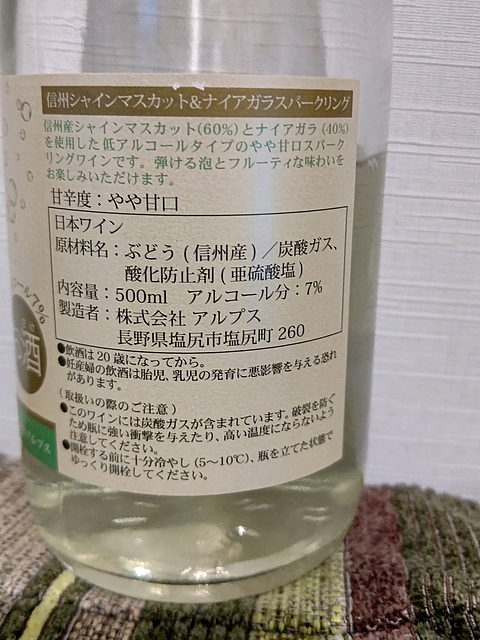 信州シャインマスカット&ナイアガラスパークリング
信州産シャインマスカット(60%)とナイアガラ(40%)
を使用した低アルコールタイプのやや甘口スパーク
リングワインです。弾ける泡とフルーティな味わいを
お楽しみいただけます。
甘辛度：やや甘口
日本ワイン
原材料名：ぶどう(信州産)／炭酸ガス、
酸化防止剤(亜硫酸塩)
内容量：500ml アルコール分：7%
製造者：株式会社 アルプス
長野県塩尻市塩尻町260
●飲酒は20歳になってから。
●妊産婦の飲酒は胎児、乳児の発育に悪影響を与える恐れ
があります。
(取扱いの際のご注意)
●このワインには炭酸ガスが含まれています。破裂を防ぐ
ため瓶に強い衝撃を与えたり、高い温度にならないよう
注意してください。
●開栓する前に十分冷やし(5〜10℃)、瓶を立てた状態で
ゆっくり開栓してください。
ール7%
酒
アルプス